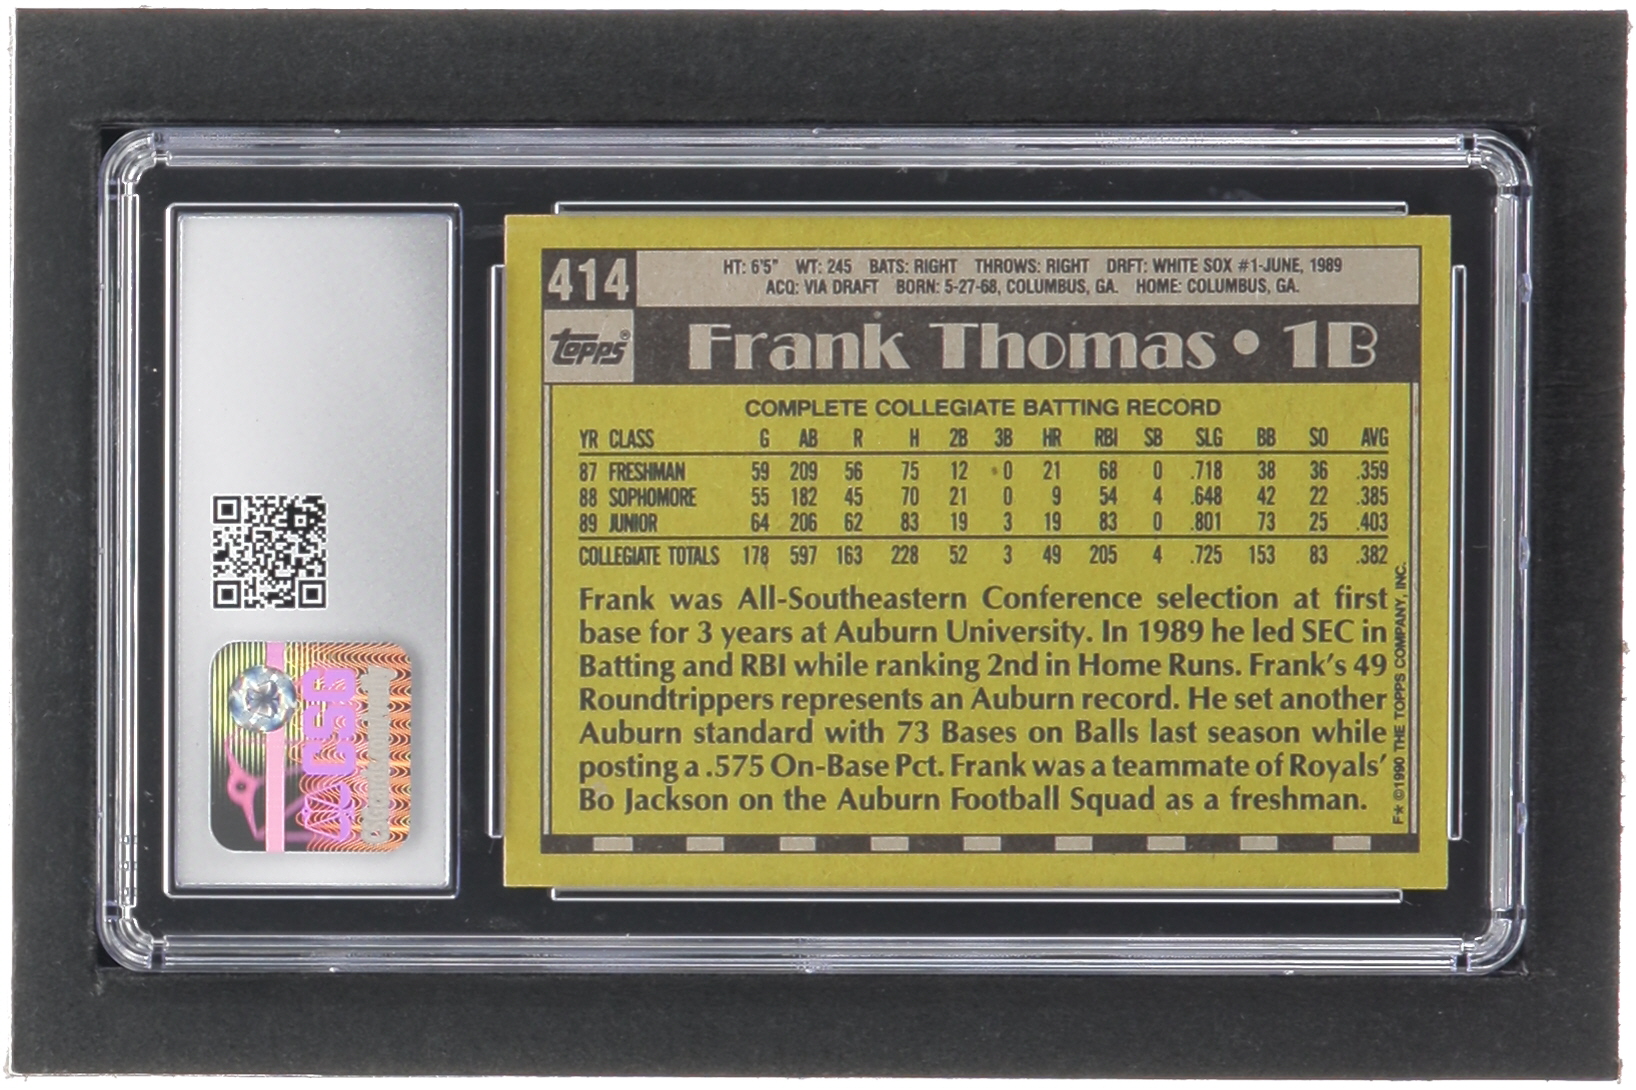 414
HT: 6'5" WT: 245 BATS: RIGHT THROWS: RIGHT DRFT: WHITE SOX #1-JUNE, 1989
ACQ: VIA DRAFT BORN: 5-27-68, COLUMBUS, GA. HOME: COLUMBUS, GA.
Topps®
Frank Thomas • 1B
COMPLETE COLLEGIATE BATTING RECORD
YR CLASS G AB R H 2B 3B HR RBI SB SLG BB SO AVG
87 FRESHMAN 59 209 56 75 12 0 21 68 0 .718 38 36 .359
88 SOPHOMORE 55 182 45 70 21 0 9 54 4 .648 42 22 .385
89 JUNIOR 64 206 62 83 19 3 19 83 0 .801 73 25 .403
COLLEGIATE TOTALS 178 597 163 228 52 3 49 205 4 .725 153 83 .382
Frank was All-Southeastern Conference selection at first
base for 3 years at Auburn University. In 1989 he led SEC in
Batting and RBI while ranking 2nd in Home Runs. Frank's 49
Roundtrippers represents an Auburn record. He set another
Auburn standard with 73 Bases on Balls last season while
posting a .575 On-Base Pct. Frank was a teammate of Royals'
Bo Jackson on the Auburn Football Squad as a freshman.
F★ ©1990 THE TOPPS COMPANY, INC.
CSG